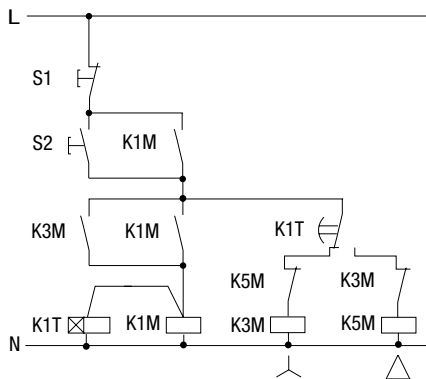 L
S1
S2 K1M
K3M K1M K1T
K5M K3M
K1T K1M K3M K5M
N